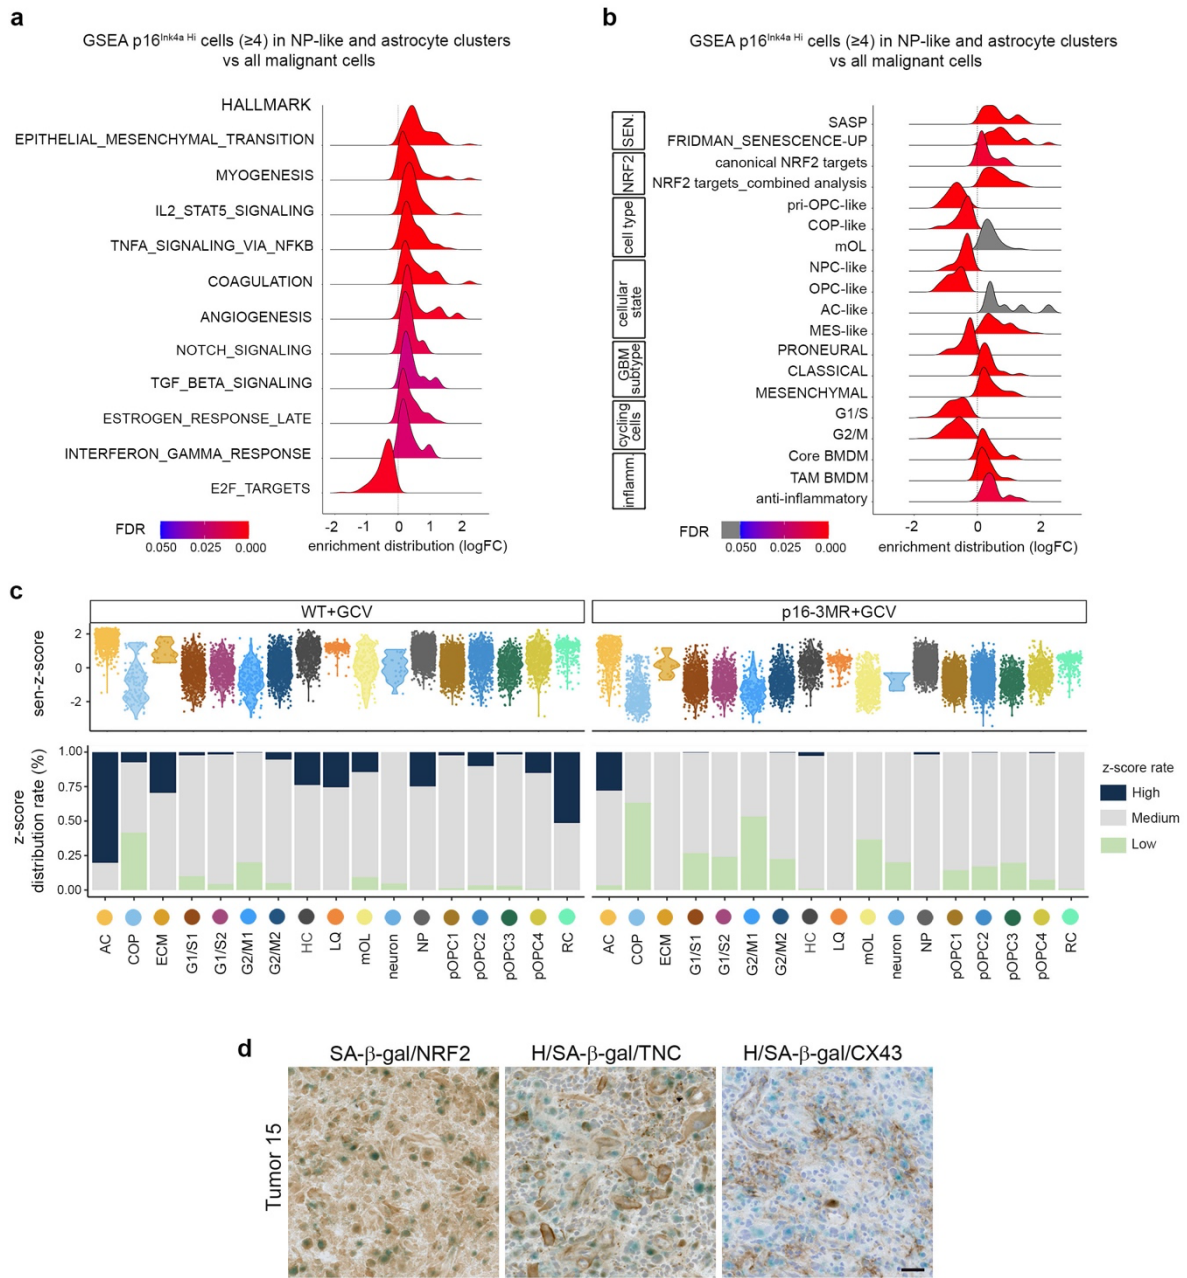 a
GSEA p16Ink4a Hi cells (≥4) in NP-like and astrocyte clusters
vs all malignant cells
HALLMARK
EPITHELIAL_MESENCHYMAL_TRANSITION
MYOGENESIS
IL2_STAT5_SIGNALING
TNFA_SIGNALING_VIA_NFKB
COAGULATION
ANGIOGENESIS
NOTCH_SIGNALING
TGF_BETA_SIGNALING
ESTROGEN_RESPONSE_LATE
INTERFERON_GAMMA_RESPONSE
E2F_TARGETS
-2 -1 0 1 2
FDR
0.050 0.025 0.000
enrichment distribution (logFC)
b
GSEA p16Ink4a Hi cells (≥4) in NP-like and astrocyte clusters
vs all malignant cells
SEN.
NRF2
cell type
cellular
state
GBM
subtype
cycling
cells
inflamm.
SASP
FRIDMAN_SENESCENCE-UP
canonical NRF2 targets
NRF2 targets_combined analysis
pri-OPC-like
COP-like
mOL
NPC-like
OPC-like
AC-like
MES-like
PRONEURAL
CLASSICAL
MESENCHYMAL
G1/S
G2/M
Core BMDM
TAM BMDM
anti-inflammatory
-2 0 2
FDR
0.050 0.025 0.000
enrichment distribution (logFC)
c
WT+GCV
p16-3MR+GCV
sen-z-score
2
0
-2
z-score
distribution rate (%)
1.00
0.75
0.50
0.25
0.00
AC COP ECM G1/S1 G1/S2 G2/M1 G2/M2 HC LQ mOL neuron NP pOPC1 pOPC2 pOPC3 pOPC4 RC
AC COP ECM G1/S1 G1/S2 G2/M1 G2/M2 HC LQ mOL neuron NP pOPC1 pOPC2 pOPC3 pOPC4 RC
z-score rate
High
Medium
Low
d
SA-β-gal/NRF2
H/SA-β-gal/TNC
H/SA-β-gal/CX43
Tumor 15